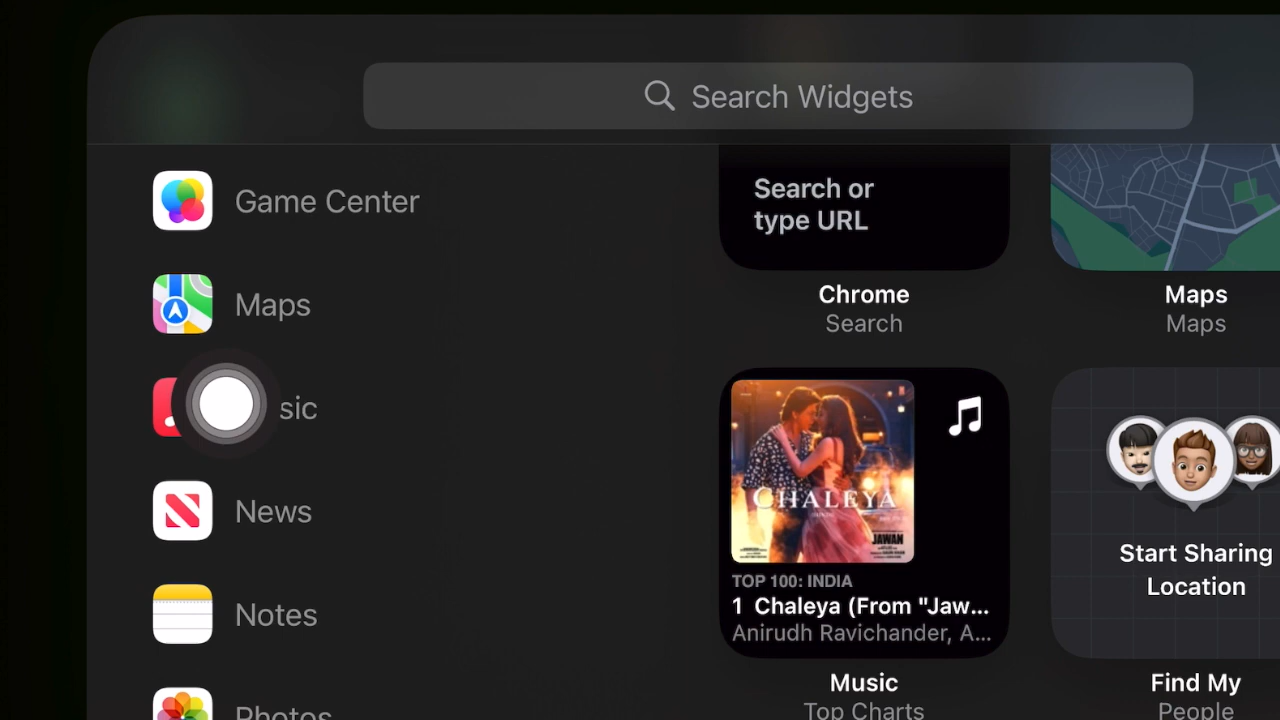 Search Widgets
Game Center
Maps
sic
News
Notes
Photos
Search or
type URL
Chrome
Search
Maps
Maps
CHALEYA
JAWAN
TOP 100: INDIA
1 Chaleya (From "Jaw...
Anirudh Ravichander, A...
Music
Top Charts
Start Sharing
Location
Find My
People